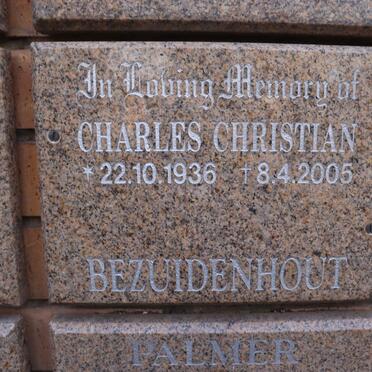 In Loving Memory of
CHARLES CHRISTIAN
* 22.10.1936 † 8.4.2005
BEZUIDENHOUT
PALMER